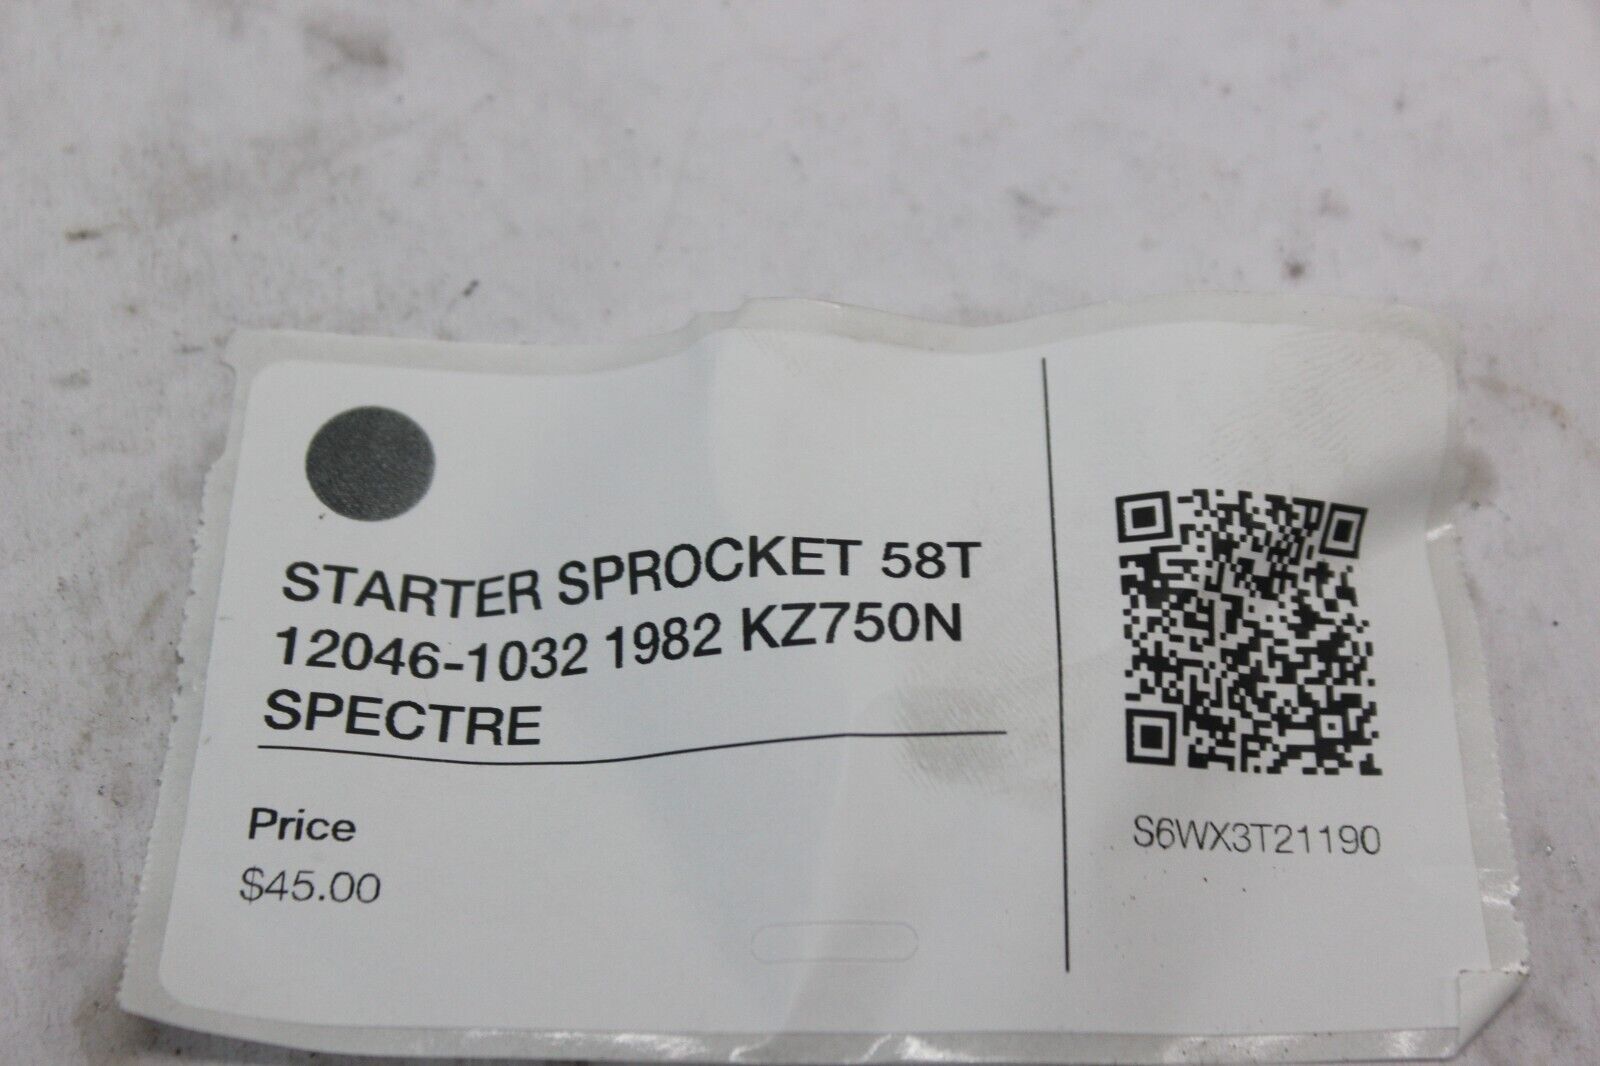 STARTER SPROCKET 58T
12046-1032 1982 KZ750N
SPECTRE
Price
$45.00
S6WX3T21190